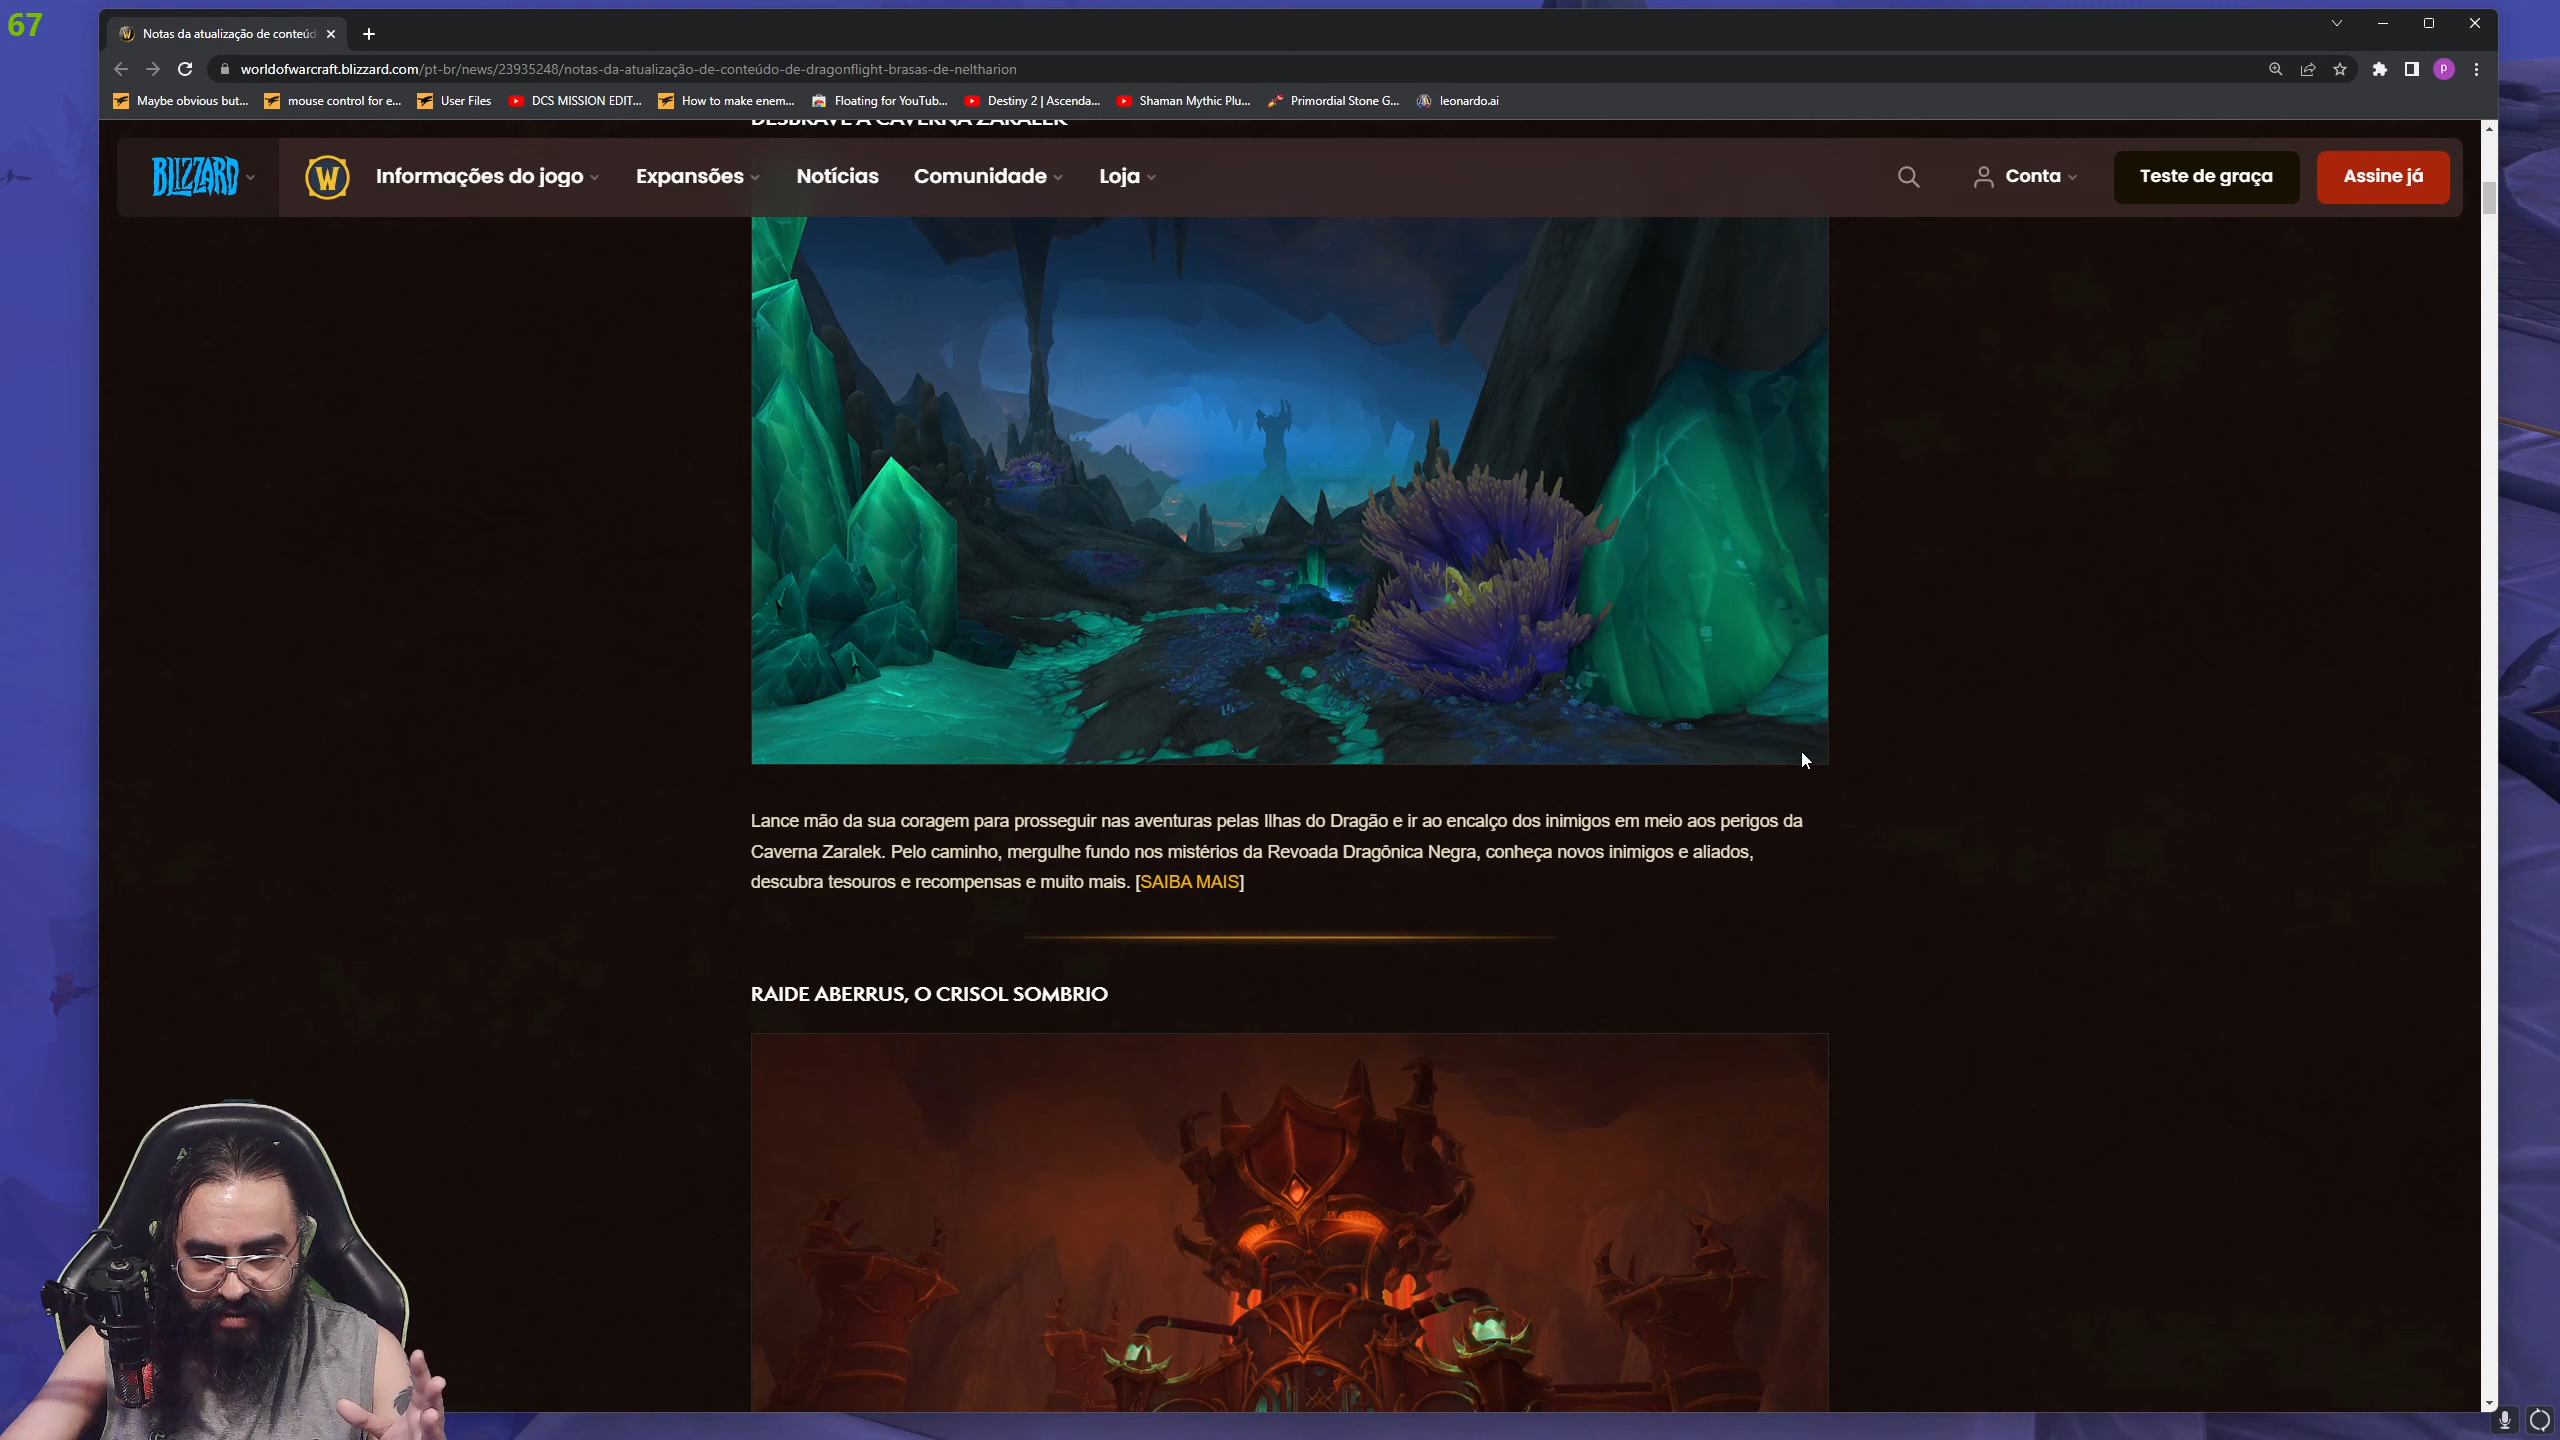 67
Notas da atualização de conteúd
worldofwarcraft.blizzard.com/pt-br/news/23935248/notas-da-atualização-de-conteúdo-de-dragonflight-brasas-de-neltharion
P
Maybe obvious but...
mouse control for e...
User Files
DCS MISSION EDIT...
How to make enem...
Floating for YouTub...
Destiny 2 | Ascenda...
Shaman Mythic Plu...
Primordial Stone G...
leonardo.ai
DESBRAVE A CAVERNA ZARALEK
BLIZZARD
W
Informações do jogo
Expansões
Notícias
Comunidade
Loja
Conta
Teste de graça
Assine já
Lance mão da sua coragem para prosseguir nas aventuras pelas Ilhas do Dragão e ir ao encalço dos inimigos em meio aos perigos da
Caverna Zaralek. Pelo caminho, mergulhe fundo nos mistérios da Revoada Dragônica Negra, conheça novos inimigos e aliados,
descubra tesouros e recompensas e muito mais. [SAIBA MAIS]
RAIDE ABERRUS, O CRISOL SOMBRIO